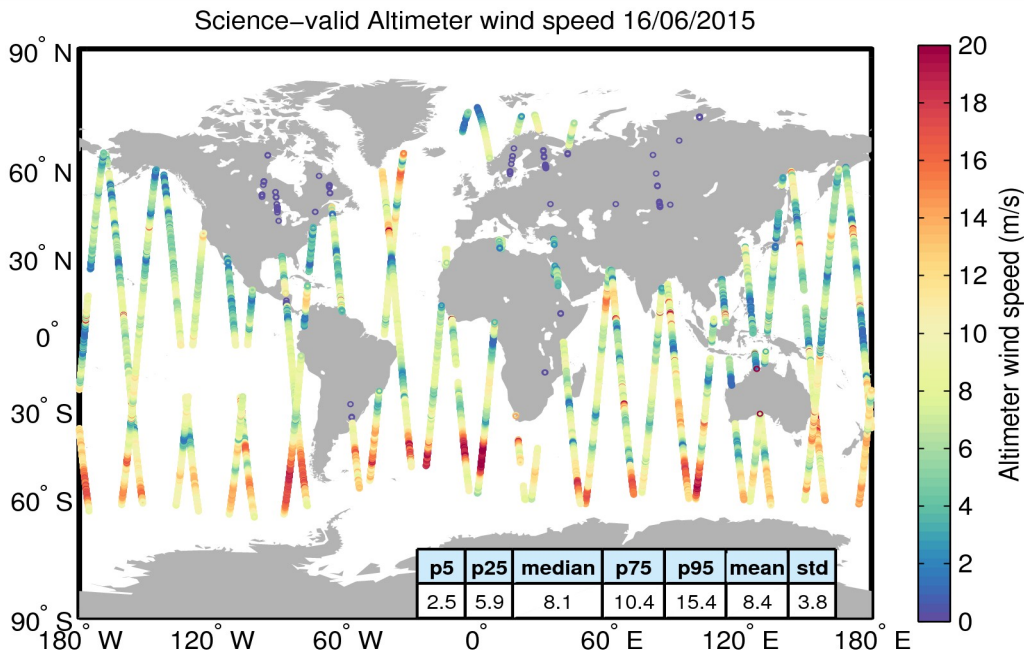 Science−valid Altimeter wind speed 16/06/2015
90° N
60° N
30° N
0°
30° S
60° S
90° S
180° W
120° W
60° W
0°
60° E
120° E
180° E
p5 p25 median p75 p95 mean std
2.5 5.9 8.1 10.4 15.4 8.4 3.8
20
18
16
14
12
10
8
6
4
2
0
Altimeter wind speed (m/s)